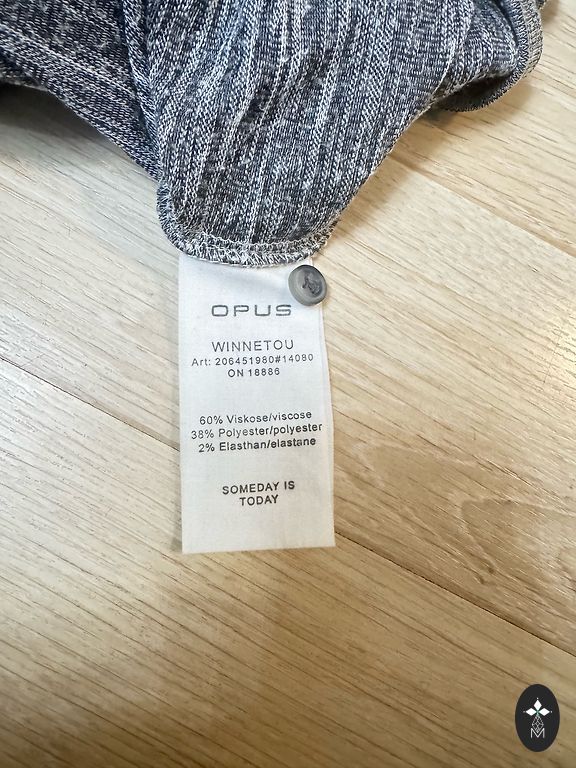 OPUS
WINNETOU
Art: 206451980#14080
ON 18886
60% Viskose/viscose
38% Polyester/polyester
2% Elasthan/elastane
SOMEDAY IS
TODAY
M